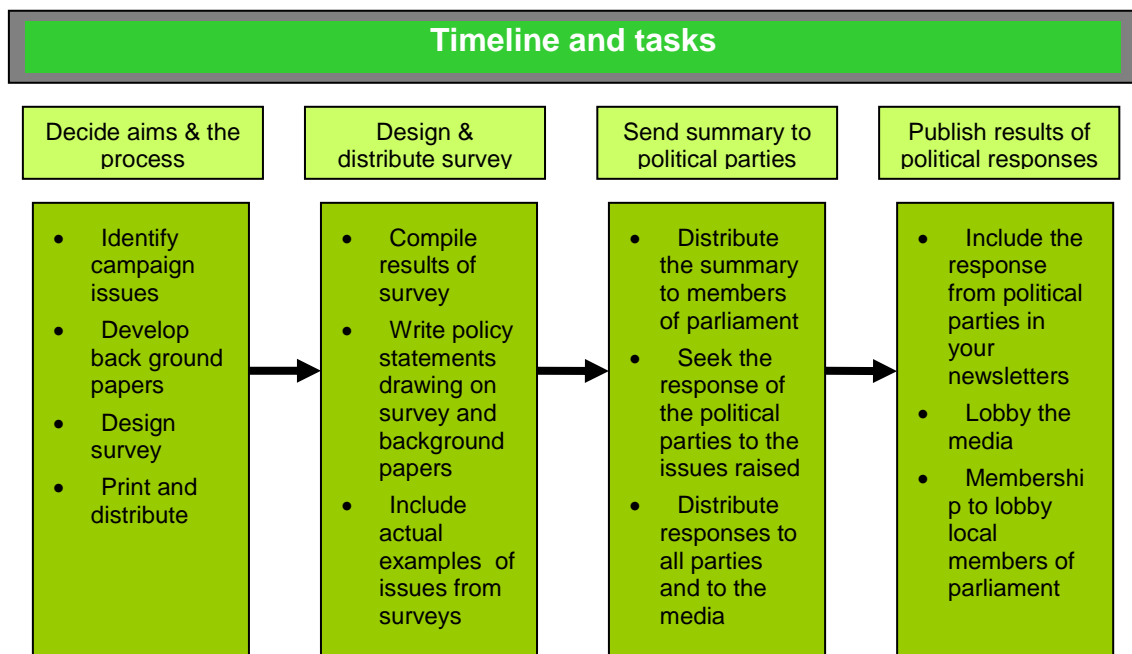 Timeline and tasks
Decide aims & the
process
Design &
distribute survey
Send summary to
political parties
Publish results of
political responses
• Identify
campaign
issues
• Develop
back ground
papers
• Design
survey
• Print and
distribute
• Compile
results of
survey
• Write policy
statements
drawing on
survey and
background
papers
• Include
actual
examples of
issues from
surveys
• Distribute
the summary
to members
of parliament
• Seek the
response of
the political
parties to the
issues raised
• Distribute
responses to
all parties
and to the
media
• Include the
response
from political
parties in
your
newsletters
• Lobby the
media
• Membershi
p to lobby
local
members of
parliament